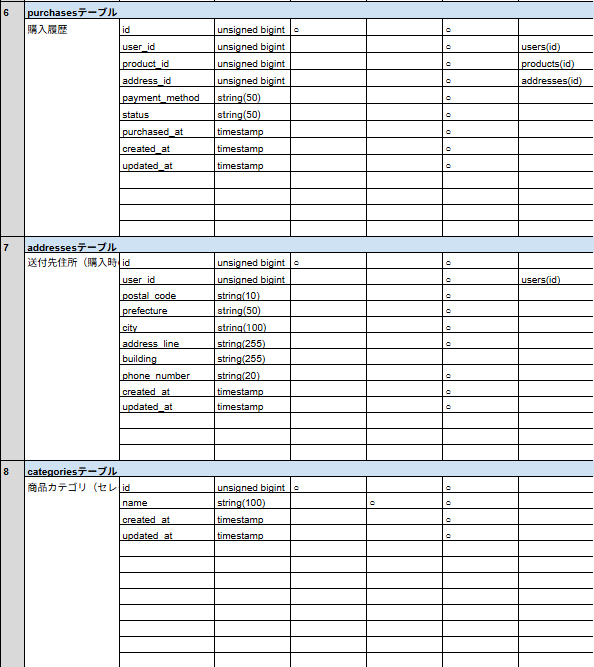 6 purchasesテーブル
購入履歴 id unsigned bigint ○ ○
user_id unsigned bigint ○ users(id)
product_id unsigned bigint ○ products(id)
address_id unsigned bigint ○ addresses(id)
payment_method string(50) ○
status string(50) ○
purchased_at timestamp ○
created_at timestamp ○
updated_at timestamp ○
7 addressesテーブル
送付先住所（購入時 id unsigned bigint ○ ○
user_id unsigned bigint ○ users(id)
postal_code string(10) ○
prefecture string(50) ○
city string(100) ○
address_line string(255) ○
building string(255)
phone_number string(20) ○
created_at timestamp ○
updated_at timestamp ○
8 categoriesテーブル
商品カテゴリ（セレ id unsigned bigint ○ ○
name string(100) ○ ○
created_at timestamp ○
updated_at timestamp ○